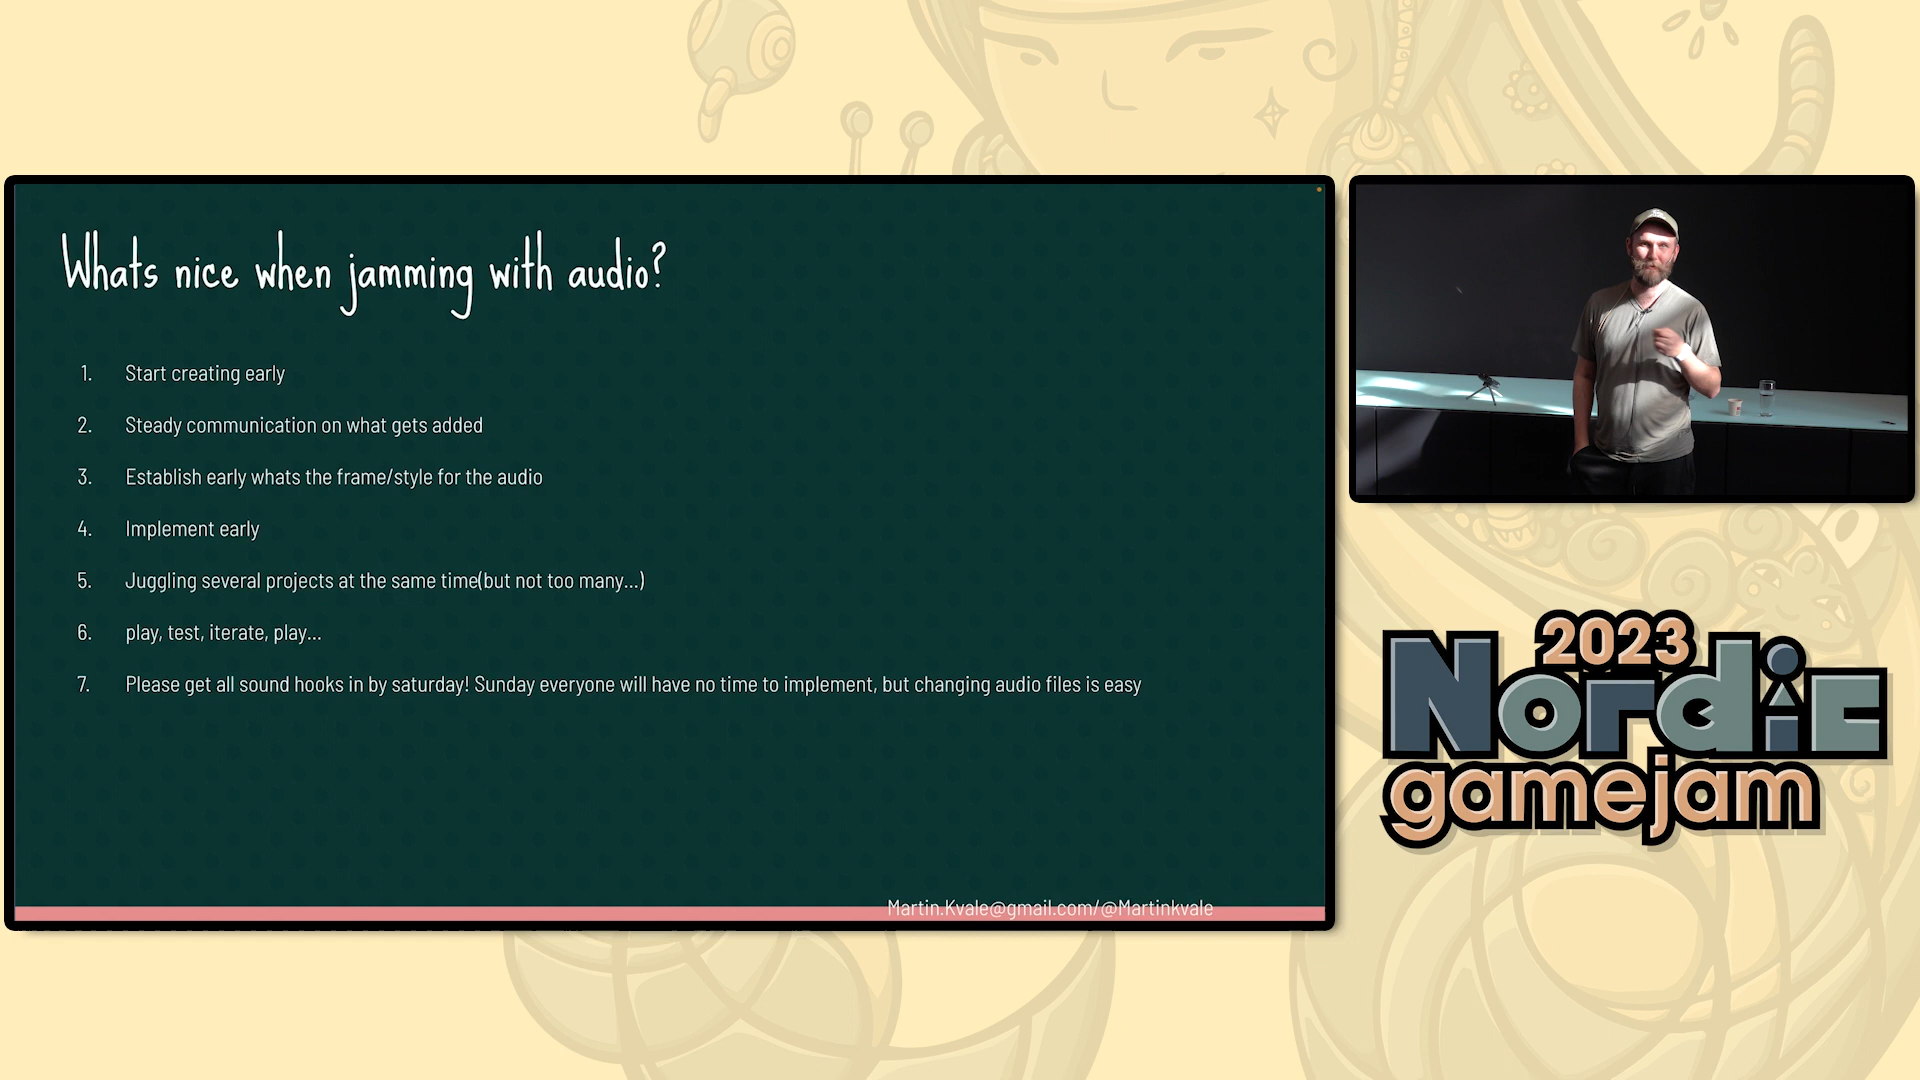 Whats nice when jamming with audio?
1. Start creating early
2. Steady communication on what gets added
3. Establish early whats the frame/style for the audio
4. Implement early
5. Juggling several projects at the same time(but not too many...)
6. play, test, iterate, play...
7. Please get all sound hooks in by saturday! Sunday everyone will have no time to implement, but changing audio files is easy
Martin.Kvale@gmail.com/@Martinkvale
2023
Nordic
gamejam